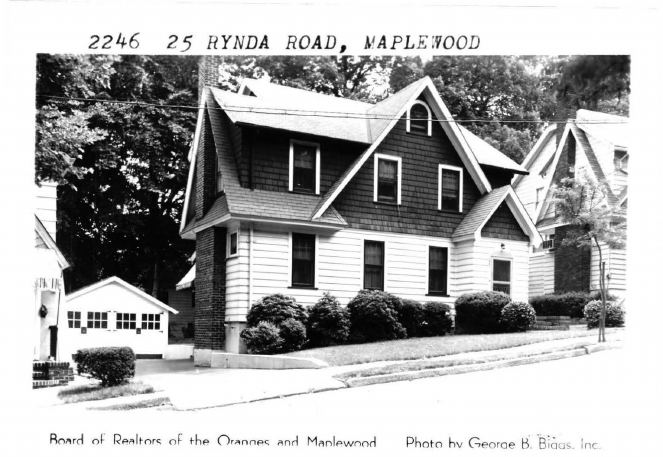 2246 25 RYNDA ROAD, MAPLEWOOD
Board of Realtors of the Oranges and Maplewood Photo by George B. Biggs, Inc.